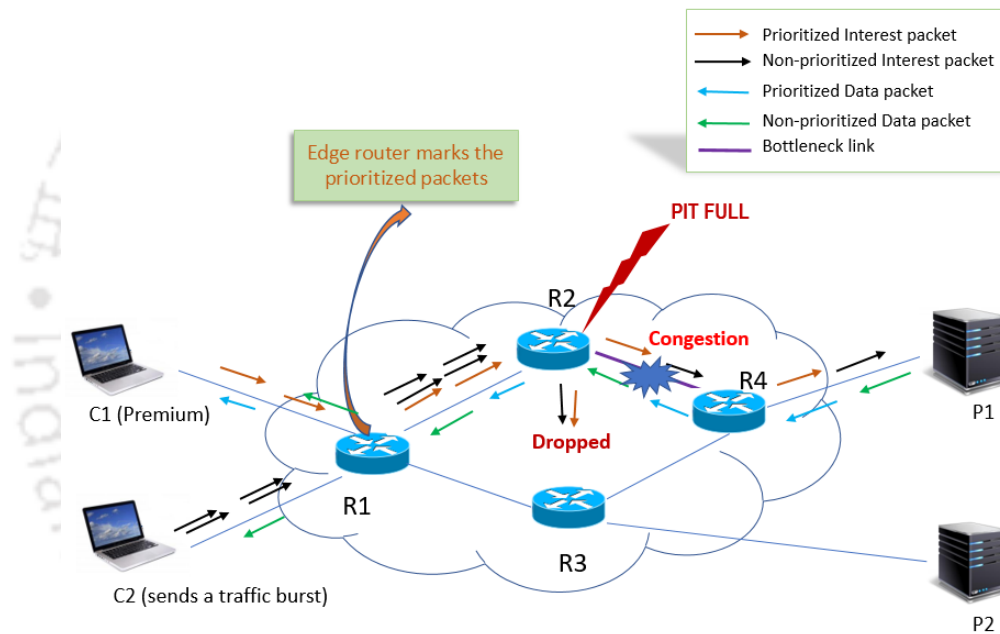 Prioritized Interest packet
Non-prioritized Interest packet
Prioritized Data packet
Non-prioritized Data packet
Bottleneck link
Edge router marks the
prioritized packets
PIT FULL
R2
Congestion
R4
C1 (Premium)
P1
Dropped
R1
R3
C2 (sends a traffic burst)
P2